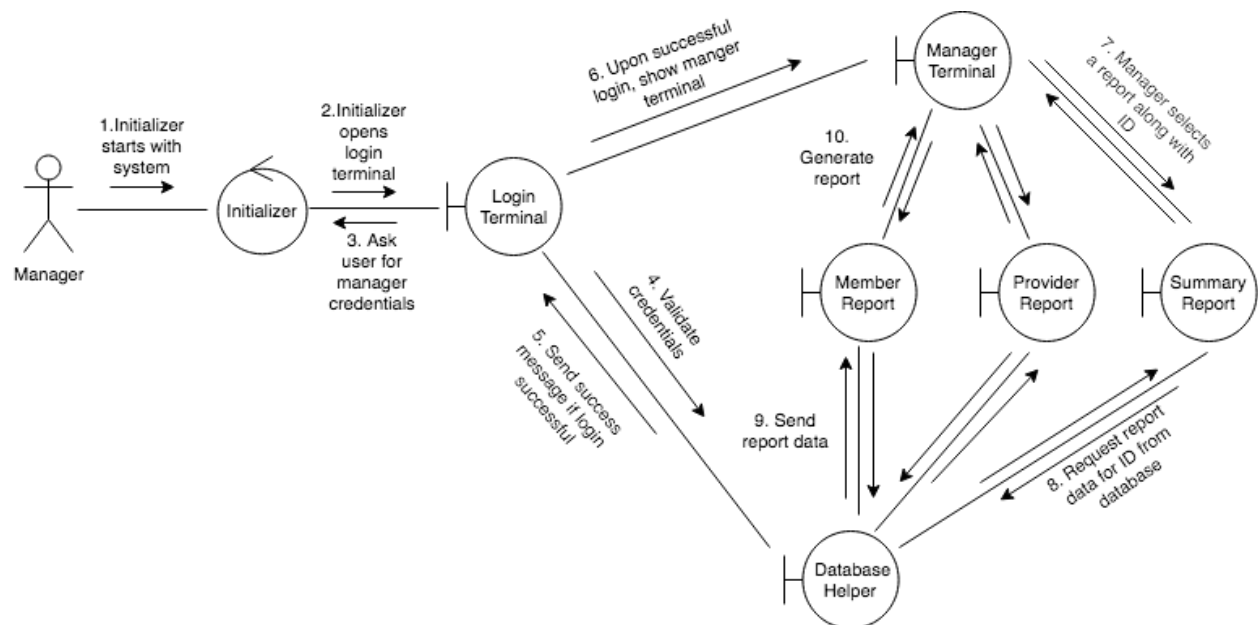 1.Initializer
starts with
system
Manager
2.Initializer
opens
login
terminal
Initializer
3. Ask
user for
manager
credentials
Login
Terminal
6. Upon successful
login, show manger
terminal
4. Validate
credentials
5. Send success
message if login
successful
Manager
Terminal
7. Manager selects
a report along with
ID
10.
Generate
report
Member
Report
Provider
Report
Summary
Report
9. Send
report data
8. Request report
data for ID from
database
Database
Helper